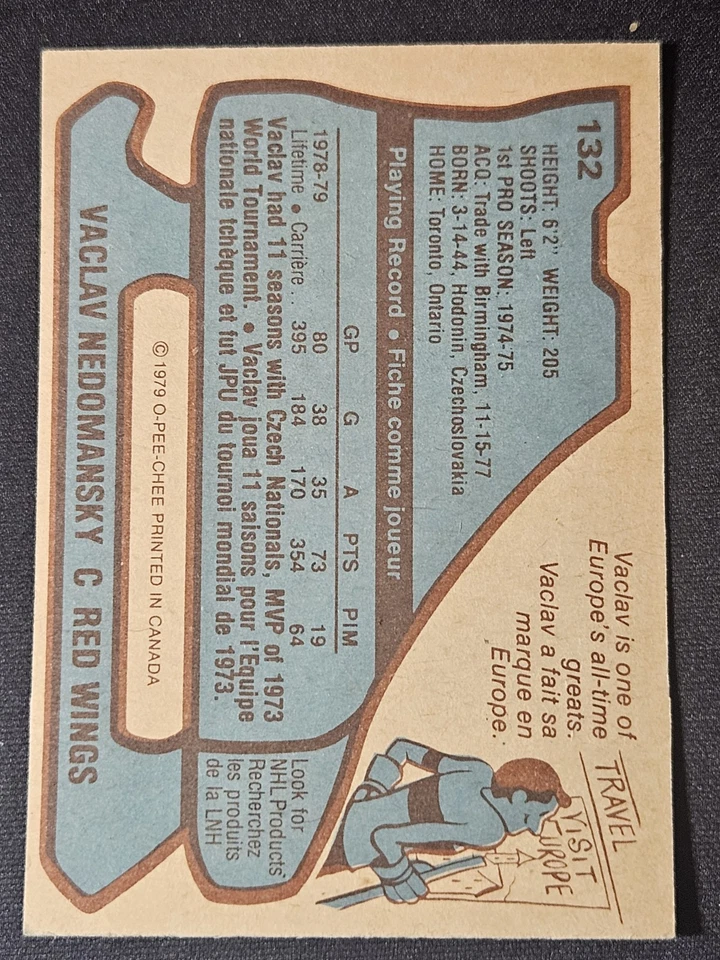 132
HEIGHT: 6'2" WEIGHT: 205
SHOOTS: Left
1st PRO SEASON: 1974-75
ACQ: Trade with Birmingham, 11-15-77
BORN: 3-14-44, Hodonin, Czechoslovakia
HOME: Toronto, Ontario
Vaclav is one of
Europe's all-time
greats.
Vaclav a fait sa
marque en
Europe.
TRAVEL
VISIT
EUROPE
Playing Record • Fiche comme joueur
GP G A PTS PIM
1978-79 80 38 35 73 19
Lifetime • Carrière . . 395 184 170 354 64
Vaclav had 11 seasons with Czech Nationals, MVP of 1973
World Tournament. • Vaclav joua 11 saisons pour l'Equipe
nationale tchèque et fut JPU du tournoi mondial de 1973.
Look for
NHL Products
Recherchez
les produits
de la LNH
© 1979 O-PEE-CHEE PRINTED IN CANADA
VACLAV NEDOMANSKY C RED WINGS